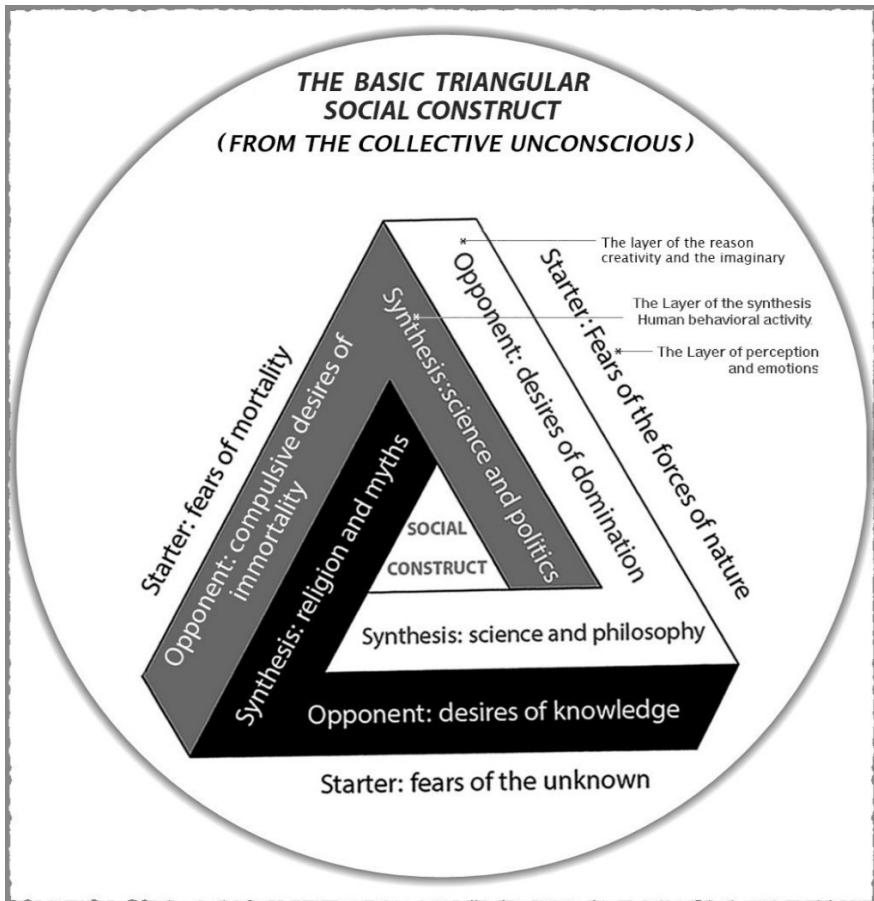 THE BASIC TRIANGULAR
SOCIAL CONSTRUCT
(FROM THE COLLECTIVE UNCONSCIOUS)
The layer of the reason
creativity and the imaginary
The Layer of the synthesis
Human behavioral activity.
The Layer of perception
and emotions
Starter: fears of mortality
Opponent: compulsive desires of
immortality
Synthesis: religion and myths
Synthesis:science and politics
Opponent: desires of domination
Starter: Fears of the forces of nature
SOCIAL
CONSTRUCT
Synthesis: science and philosophy
Opponent: desires of knowledge
Starter: fears of the unknown